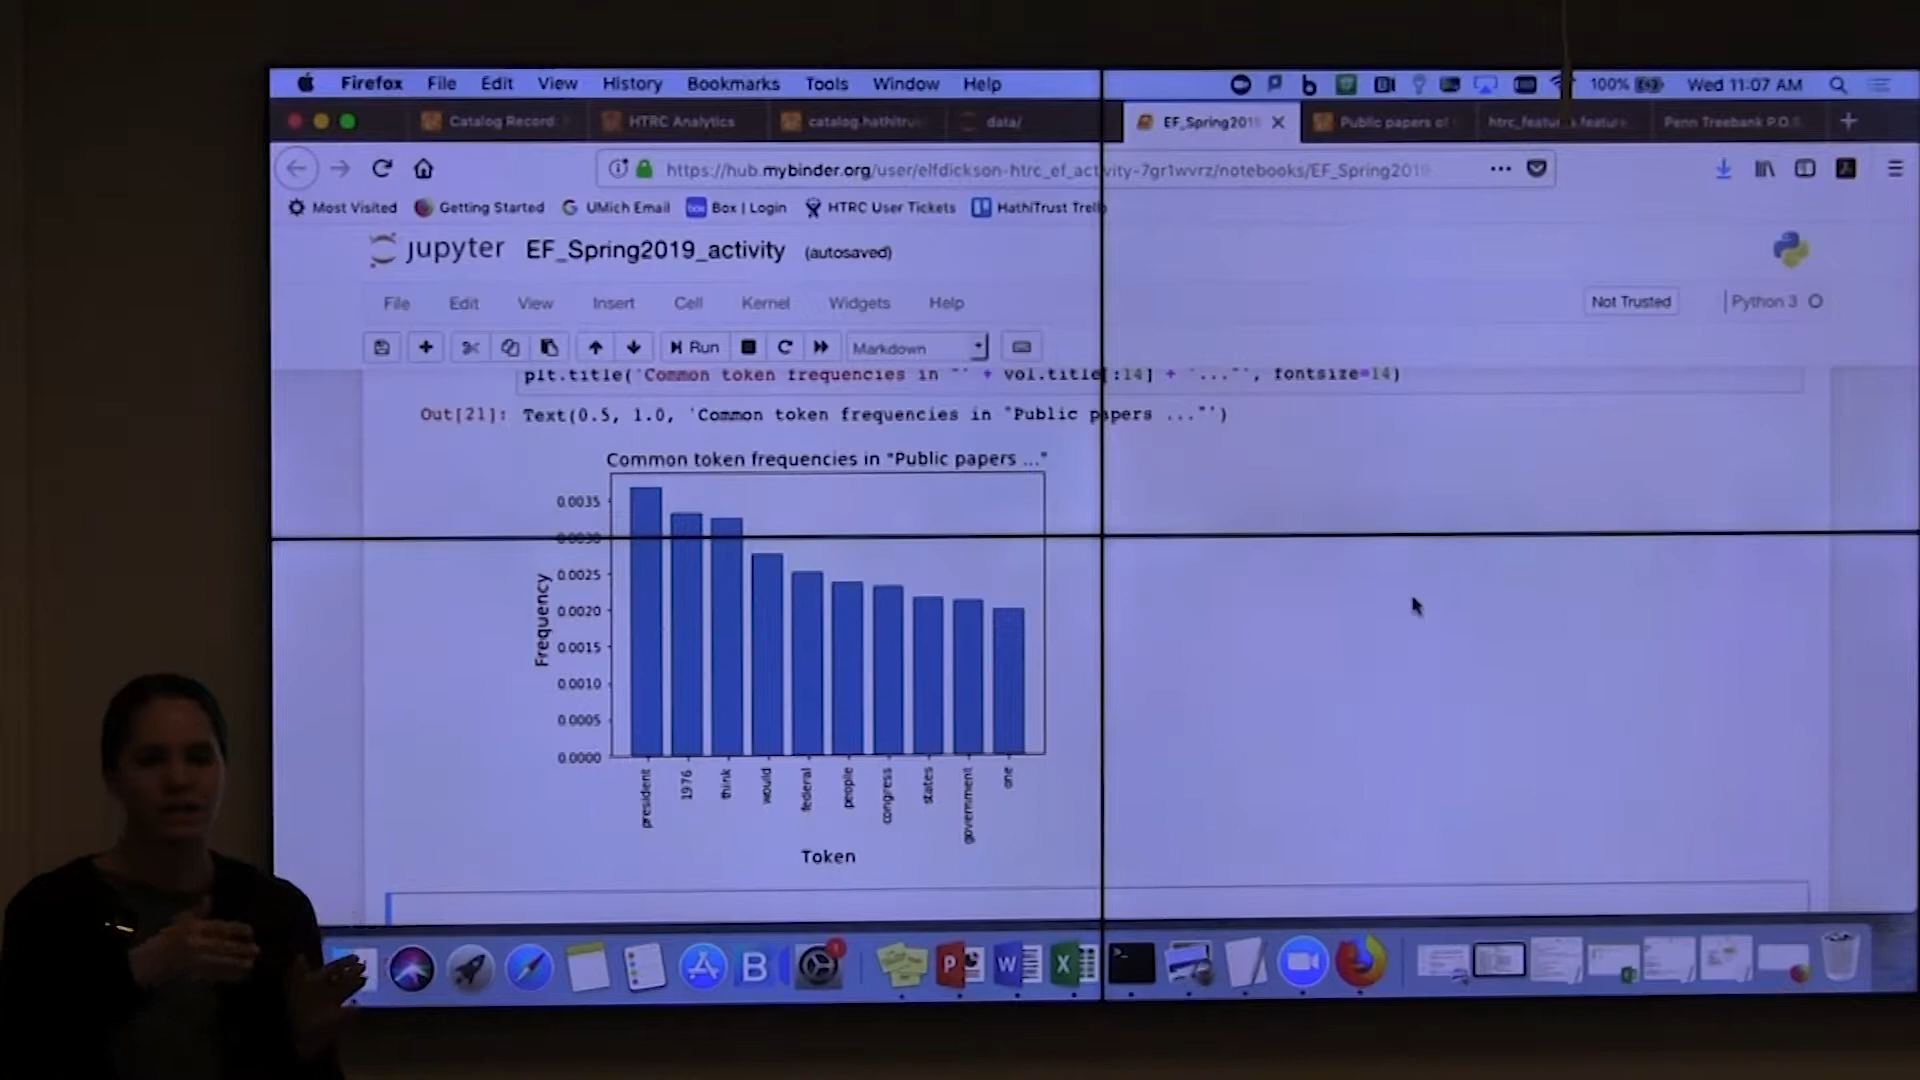 Firefox File Edit View History Bookmarks Tools Window Help 100% Wed 11:07 AM
Catalog Record: HTRC Analytics catalog.hathitru data/ EF_Spring201 Public papers of Penn Treebank P.O.S
https://hub.mybinder.org/user/elfdickson-htrc_ef_activity-7gr1wvrz/notebooks/EF_Spring2019
Most Visited Getting Started UMich Email Box | Login HTRC User Tickets HathiTrust Trello
jupyter EF_Spring2019_activity (autosaved)
File Edit View Insert Cell Kernel Widgets Help Not Trusted Python 3
Run Markdown
plt.title('Common token frequencies in "' + vol.title[:14] + '..."', fontsize=14)
Out[21]: Text(0.5, 1.0, 'Common token frequencies in "Public papers ..."')
Common token frequencies in "Public papers ..."
0.0035
0.0030
0.0025
0.0020
0.0015
0.0010
0.0005
0.0000
Frequency
president 1976 think would federal people congress states government one
Token
B P W X